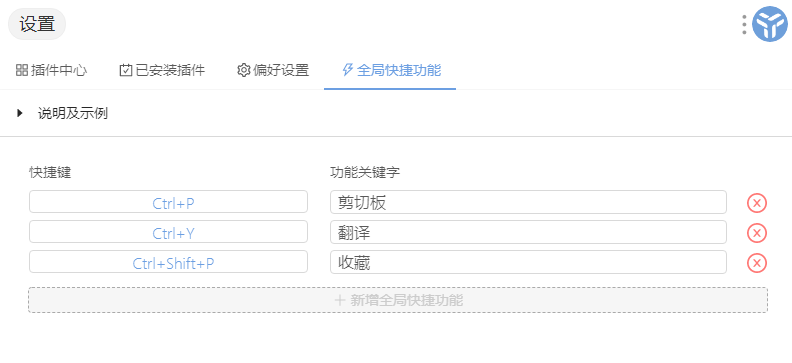 设置
插件中心 已安装插件 偏好设置 全局快捷功能
说明及示例
快捷键 功能关键字
Ctrl+P 剪切板
Ctrl+Y 翻译
Ctrl+Shift+P 收藏
+ 新增全局快捷功能